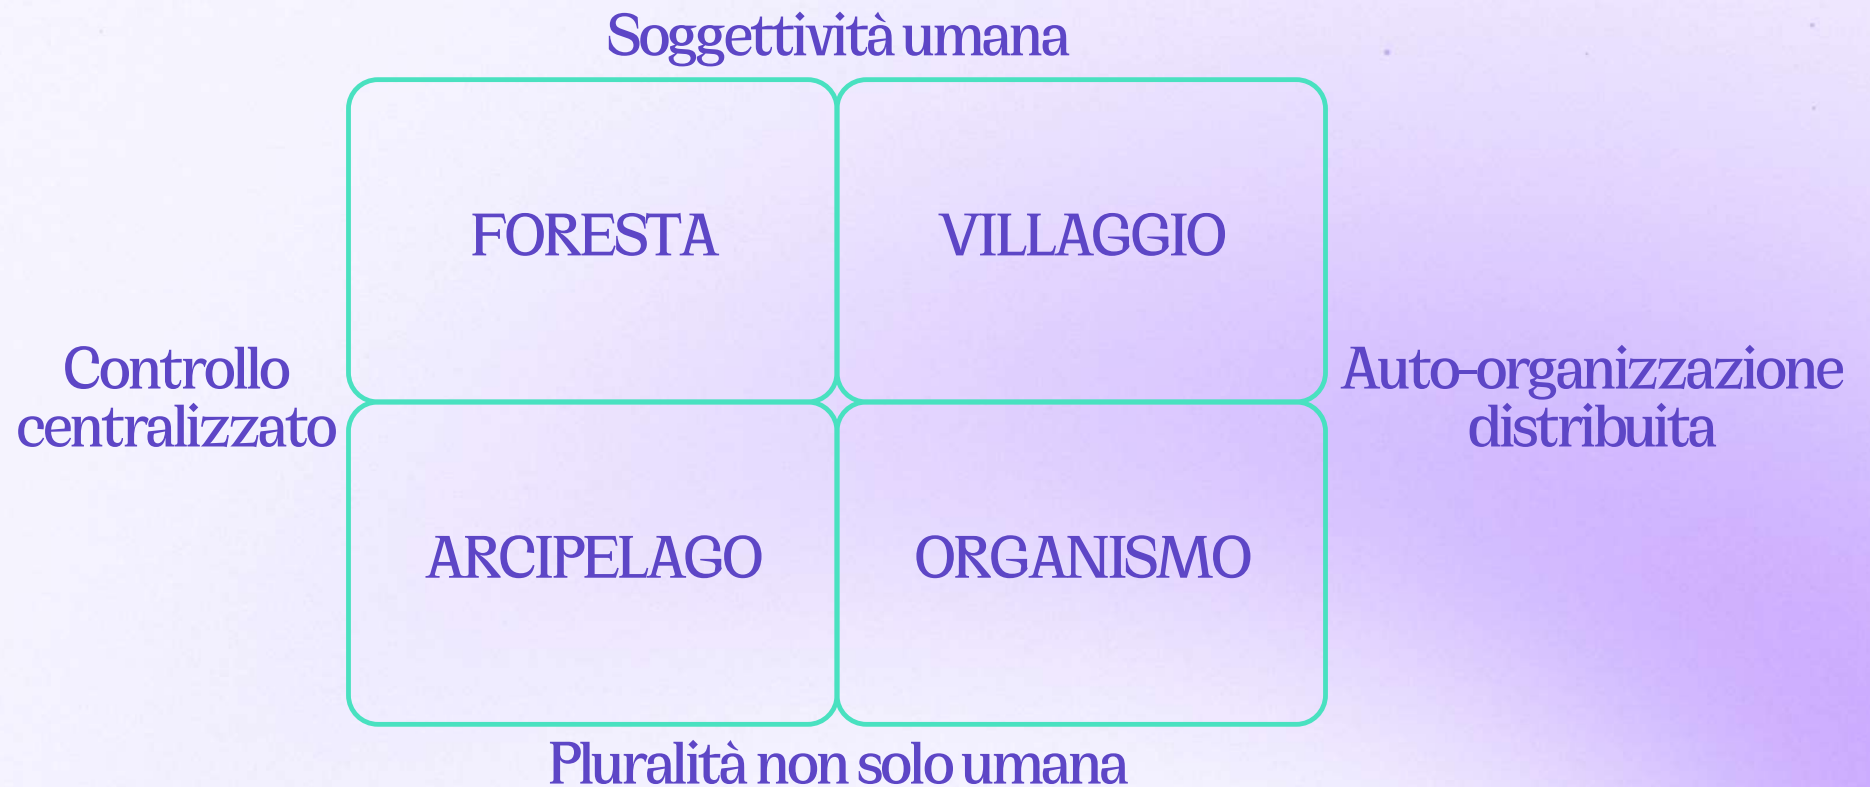 Soggettività umana
FORESTA
VILLAGGIO
Controllo
centralizzato
Auto-organizzazione
distribuita
ARCIPELAGO
ORGANISMO
Pluralità non solo umana